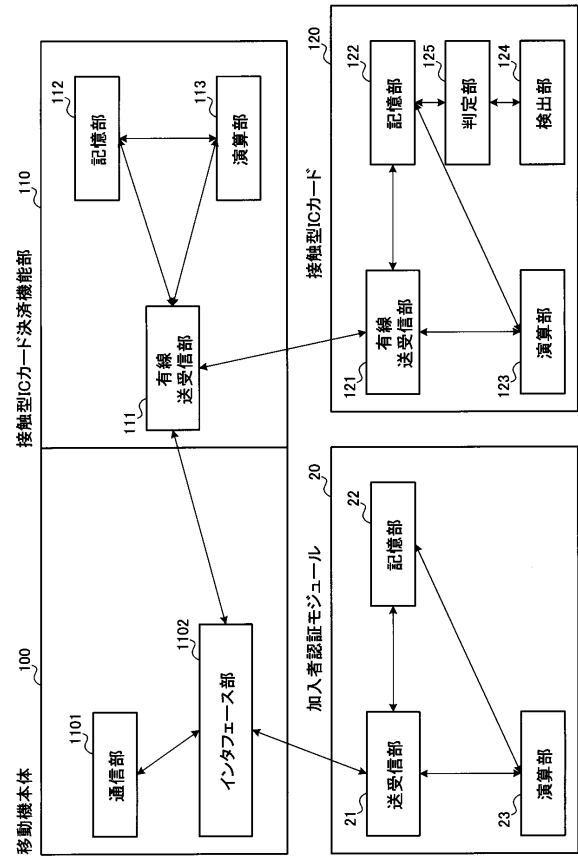 移動機本体
100
1101
通信部
1102
インタフェース部
接触型ICカード決済機能部
110
111
有線
送受信部
112
記憶部
113
演算部
加入者認証モジュール
20
21
送受信部
22
記憶部
23
演算部
接触型ICカード
120
121
有線
送受信部
122
記憶部
125
判定部
124
検出部
123
演算部